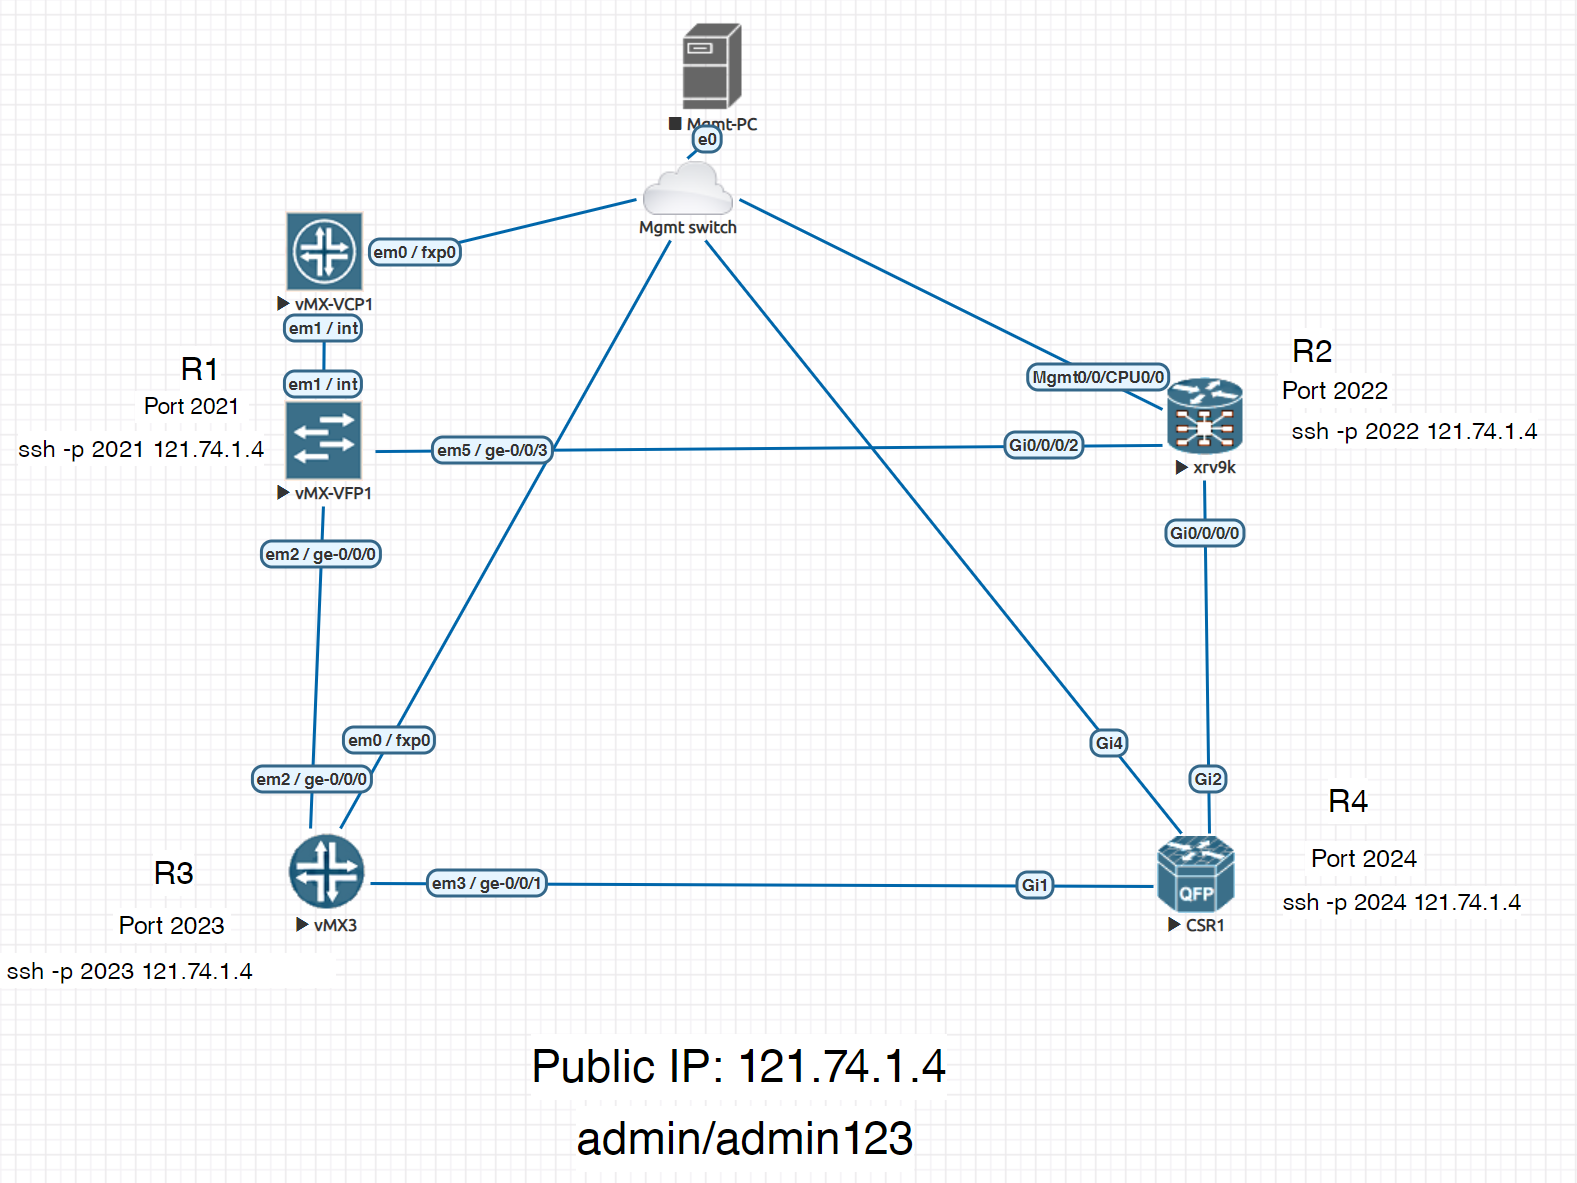 Mgmt-PC
e0
Mgmt switch
em0 / fxp0
vMX-VCP1
em1 / int
em1 / int
R1
Port 2021
ssh -p 2021 121.74.1.4
vMX-VFP1
em5 / ge-0/0/3
Gi0/0/0/2
Mgmt0/0/CPU0/0
R2
Port 2022
ssh -p 2022 121.74.1.4
xrv9k
Gi0/0/0/0
em2 / ge-0/0/0
em0 / fxp0
em2 / ge-0/0/0
Gi4
Gi2
R3
Port 2023
ssh -p 2023 121.74.1.4
vMX3
em3 / ge-0/0/1
Gi1
R4
Port 2024
ssh -p 2024 121.74.1.4
QFP
CSR1
Public IP: 121.74.1.4
admin/admin123